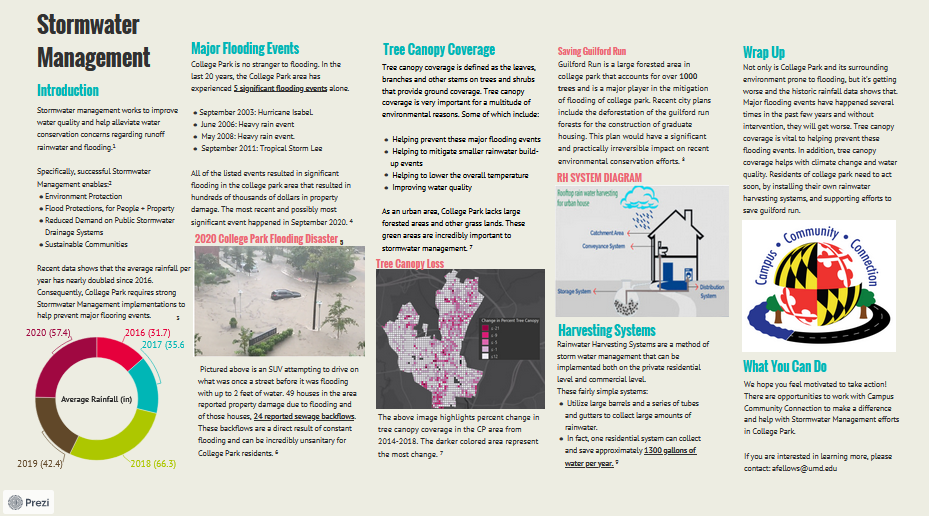 Stormwater
Management
Introduction
Stormwater management works to improve
water quality and help alleviate water
conservation concerns regarding runoff
rainwater and flooding.1
Specifically, successful Stormwater
Management enables:2
• Environment Protection
• Flood Protections, for People + Property
• Reduced Demand on Public Stormwater
Drainage Systems
• Sustainable Communities
Recent data shows that the average rainfall per
year has nearly doubled since 2016.
Consequently, College Park requires strong
Stormwater Management implementations to
help prevent major flooring events.
2020 (57.4)
2016 (31.7)
2017 (35.6
Average Rainfall (in)
2019 (42.4)
2018 (66.3)
Prezi
Major Flooding Events
College Park is no stranger to flooding. In the
last 20 years, the College Park area has
experienced 5 significant flooding events alone.
• September 2003: Hurricane Isabel.
• June 2006: Heavy rain event
• May 2008: Heavy rain event.
• September 2011: Tropical Storm Lee
All of the listed events resulted in significant
flooding in the college park area that resulted in
hundreds of thousands of dollars in property
damage. The most recent and possibly most
significant event happened in September 2020. 4
2020 College Park Flooding Disaster 5
Pictured above is an SUV attempting to drive on
what was once a street before it was flooding
with up to 2 feet of water. 49 houses in the area
reported property damage due to flooding and
of those houses, 24 reported sewage backflows.
These backflows are a direct result of constant
flooding and can be incredibly unsanitary for
College Park residents. 6
Tree Canopy Coverage
Tree canopy coverage is defined as the leaves,
branches and other stems on trees and shrubs
that provide ground coverage. Tree canopy
coverage is very important for a multitude of
environmental reasons. Some of which include:
• Helping prevent these major flooding events
• Helping to mitigate smaller rainwater build-
up events
• Helping to lower the overall temperature
• Improving water quality
As an urban area, College Park lacks large
forested areas and other grass lands. These
green areas are incredibly important to
stormwater management. 7
Tree Canopy Loss
Change in Percent Tree Canopy
The above image highlights percent change in
tree canopy coverage in the CP area from
2014-2018. The darker colored area represent
the most change. 7
Saving Guilford Run
Guilford Run is a large forested area in
college park that accounts for over 1000
trees and is a major player in the mitigation
of flooding of college park. Recent city plans
include the deforestation of the guilford run
forests for the construction of graduate
housing. This plan would have a significant
and practically irreversible impact on recent
environmental conservation efforts. 8
RH SYSTEM DIAGRAM
Rooftop rain water harvesting
for urban house
Catchment Area
Conveyance System
Storage System
Distribution
System
Harvesting Systems
Rainwater Harvesting Systems are a method of
storm water management that can be
implemented both on the private residential
level and commercial level.
These fairly simple systems:
• Utilize large barrels and a series of tubes
and gutters to collect large amounts of
rainwater.
• In fact, one residential system can collect
and save approximately 1300 gallons of
water per year. 9
Wrap Up
Not only is College Park and its surrounding
environment prone to flooding, but it's getting
worse and the historic rainfall data shows that.
Major flooding events have happened several
times in the past few years and without
intervention, they will get worse. Tree canopy
coverage is vital to helping prevent these
flooding events. In addition, tree canopy
coverage helps with climate change and water
quality. Residents of college park need to act
soon, by installing their own rainwater
harvesting systems, and supporting efforts to
save guilford run.
Campus • Community • Connection
What You Can Do
We hope you feel motivated to take action!
There are opportunities to work with Campus
Community Connection to make a difference
and help with Stormwater Management efforts
in College Park.
If you are interested in learning more, please
contact: afellows@umd.edu